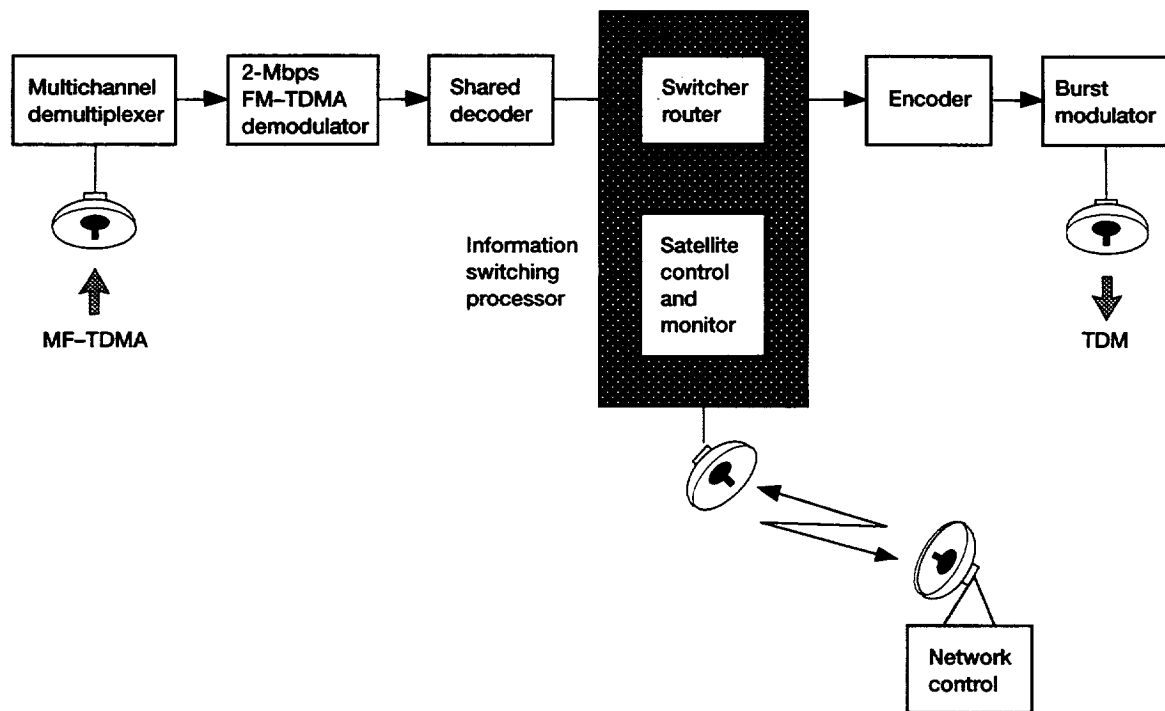 Multichannel
demultiplexer
2-Mbps
FM–TDMA
demodulator
Shared
decoder
Switcher
router
Encoder
Burst
modulator
Information
switching
processor
Satellite
control
and
monitor
MF–TDMA
TDM
Network
control